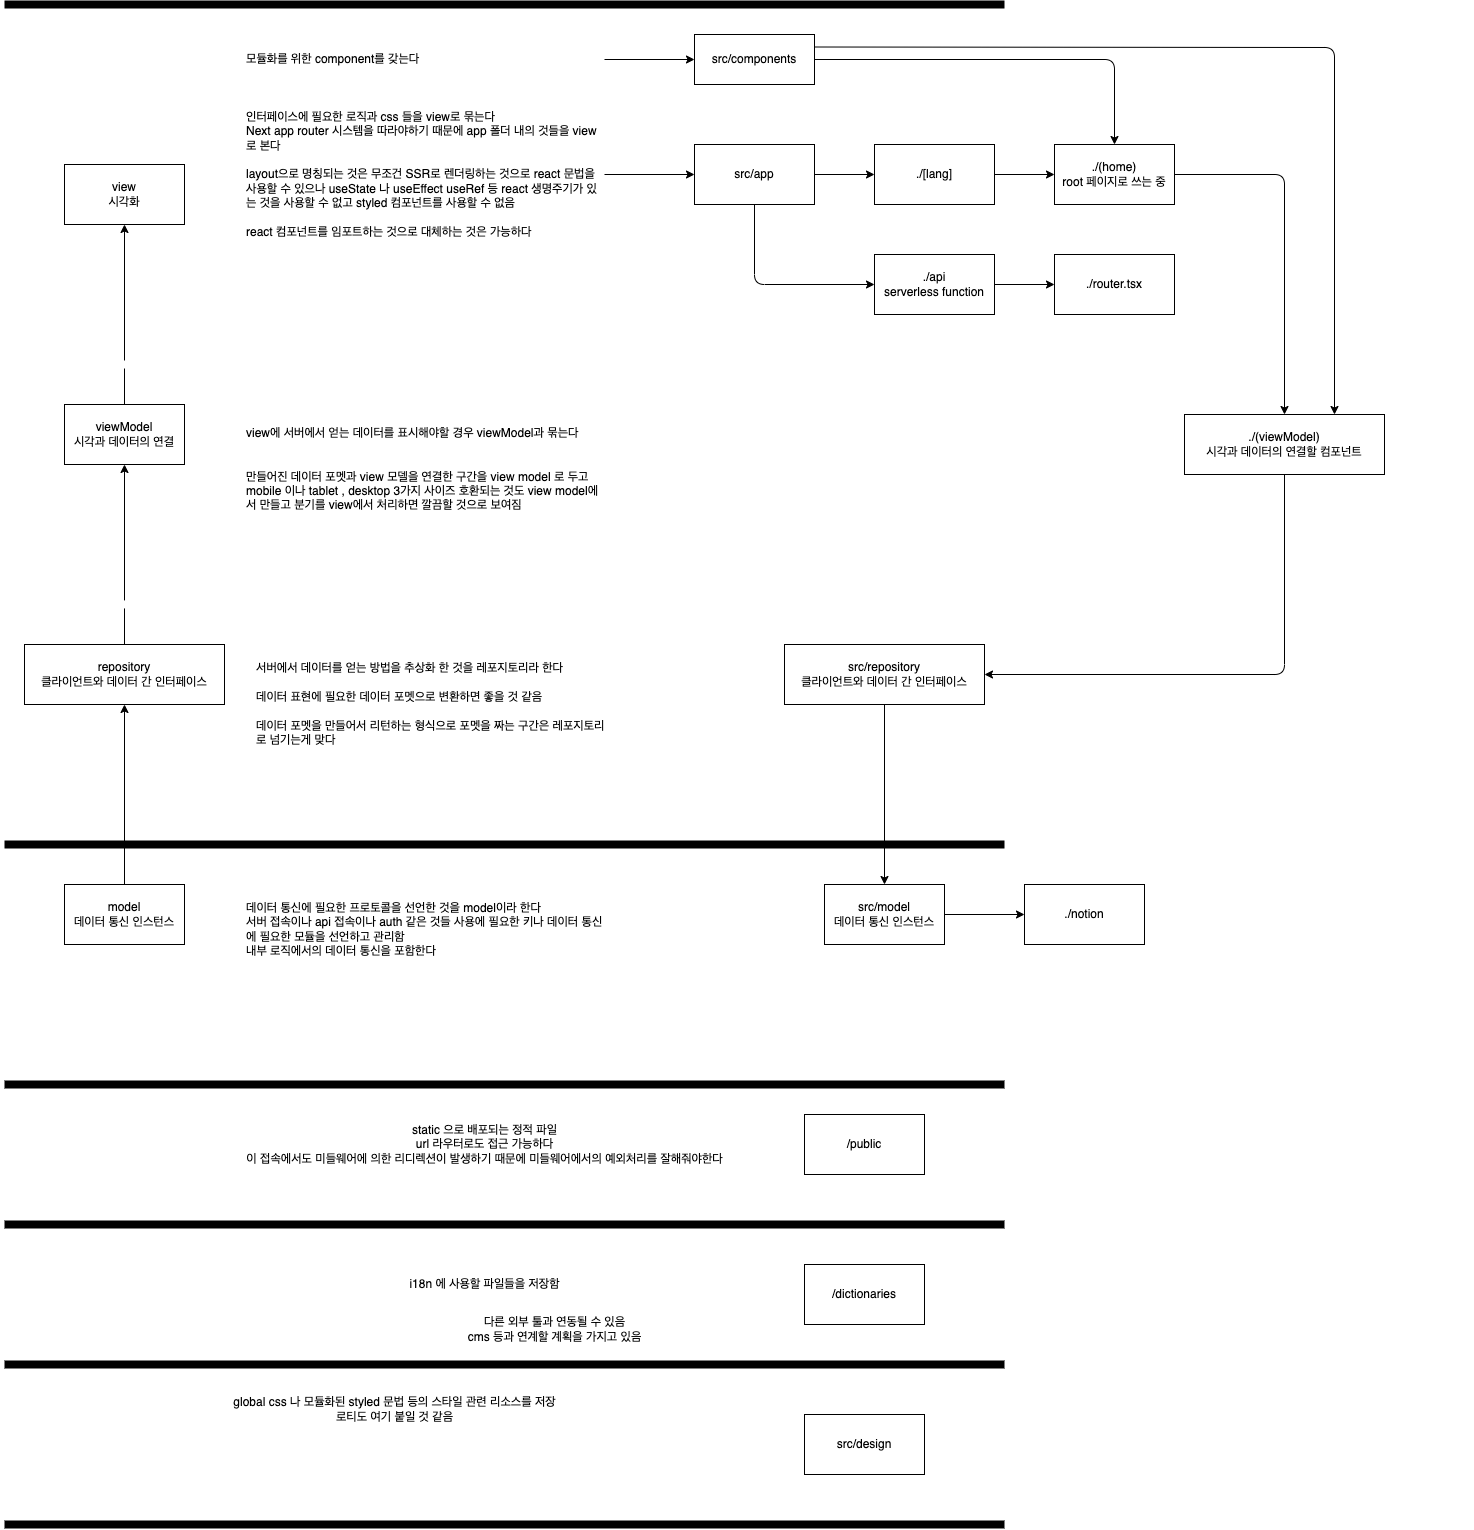 모듈화를 위한 component를 갖는다
src/components
인터페이스에 필요한 로직과 css 들을 view로 묶는다
Next app router 시스템을 따라야하기 때문에 app 폴더 내의 것들을 view
로 본다
layout으로 명칭되는 것은 무조건 SSR로 렌더링하는 것으로 react 문법을
사용할 수 있으나 useState 나 useEffect useRef 등 react 생명주기가 있
는 것을 사용할 수 없고 styled 컴포넌트를 사용할 수 없음
react 컴포넌트를 임포트하는 것으로 대체하는 것은 가능하다
view
시각화
src/app
./[lang]
./(home)
root 페이지로 쓰는 중
./api
serverless function
./router.tsx
viewModel
시각과 데이터의 연결
view에 서버에서 얻는 데이터를 표시해야할 경우 viewModel과 묶는다
만들어진 데이터 포멧과 view 모델을 연결한 구간을 view model 로 두고
mobile 이나 tablet , desktop 3가지 사이즈 호환되는 것도 view model에
서 만들고 분기를 view에서 처리하면 깔끔할 것으로 보여짐
./(viewModel)
시각과 데이터의 연결할 컴포넌트
repository
클라이언트와 데이터 간 인터페이스
서버에서 데이터를 얻는 방법을 추상화 한 것을 레포지토리라 한다
데이터 표현에 필요한 데이터 포멧으로 변환하면 좋을 것 같음
데이터 포멧을 만들어서 리턴하는 형식으로 포멧을 짜는 구간은 레포지토리
로 넘기는게 맞다
src/repository
클라이언트와 데이터 간 인터페이스
model
데이터 통신 인스턴스
데이터 통신에 필요한 프로토콜을 선언한 것을 model이라 한다
서버 접속이나 api 접속이나 auth 같은 것들 사용에 필요한 키나 데이터 통신
에 필요한 모듈을 선언하고 관리함
내부 로직에서의 데이터 통신을 포함한다
src/model
데이터 통신 인스턴스
./notion
static 으로 배포되는 정적 파일
url 라우터로도 접근 가능하다
이 접속에서도 미들웨어에 의한 리디렉션이 발생하기 때문에 미들웨어에서의 예외처리를 잘해줘야한다
/public
i18n 에 사용할 파일들을 저장함
다른 외부 툴과 연동될 수 있음
cms 등과 연계할 계획을 가지고 있음
/dictionaries
global css 나 모듈화된 styled 문법 등의 스타일 관련 리소스를 저장
로티도 여기 붙일 것 같음
src/design